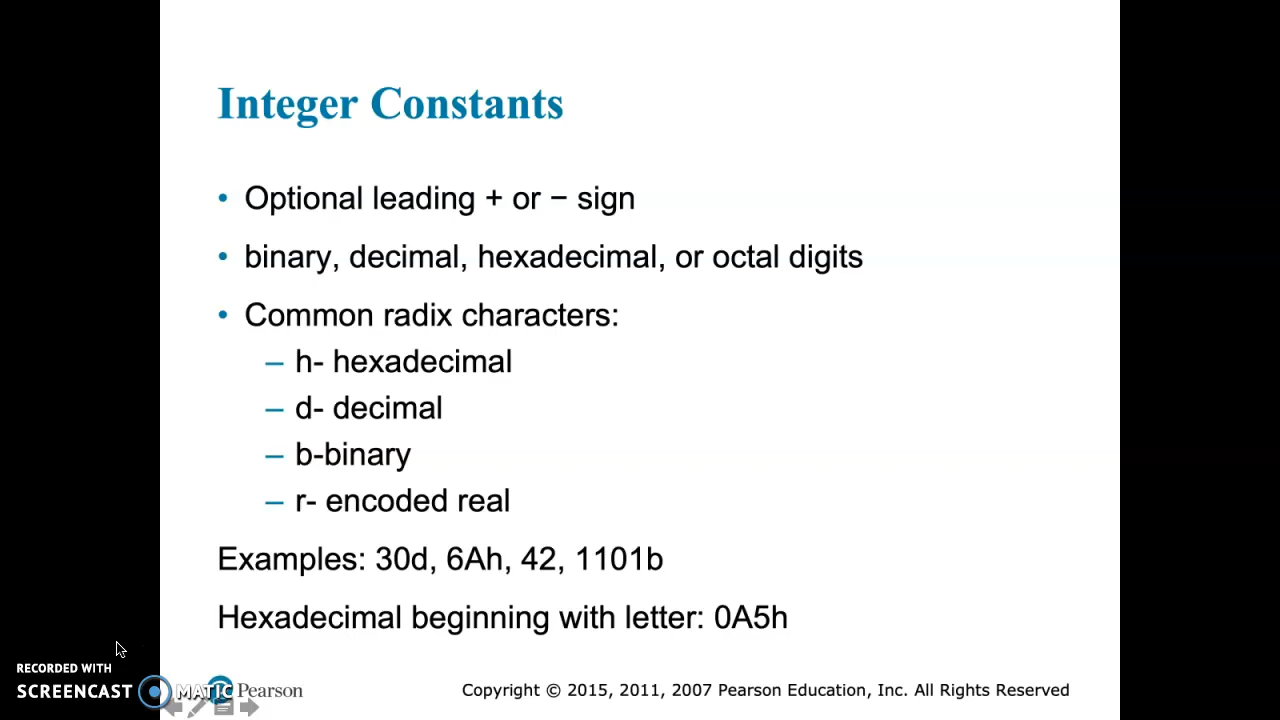 Integer Constants
• Optional leading + or − sign
• binary, decimal, hexadecimal, or octal digits
• Common radix characters:
– h- hexadecimal
– d- decimal
– b-binary
– r- encoded real
Examples: 30d, 6Ah, 42, 1101b
Hexadecimal beginning with letter: 0A5h
RECORDED WITH
SCREENCAST MATIC
Pearson
Copyright © 2015, 2011, 2007 Pearson Education, Inc. All Rights Reserved